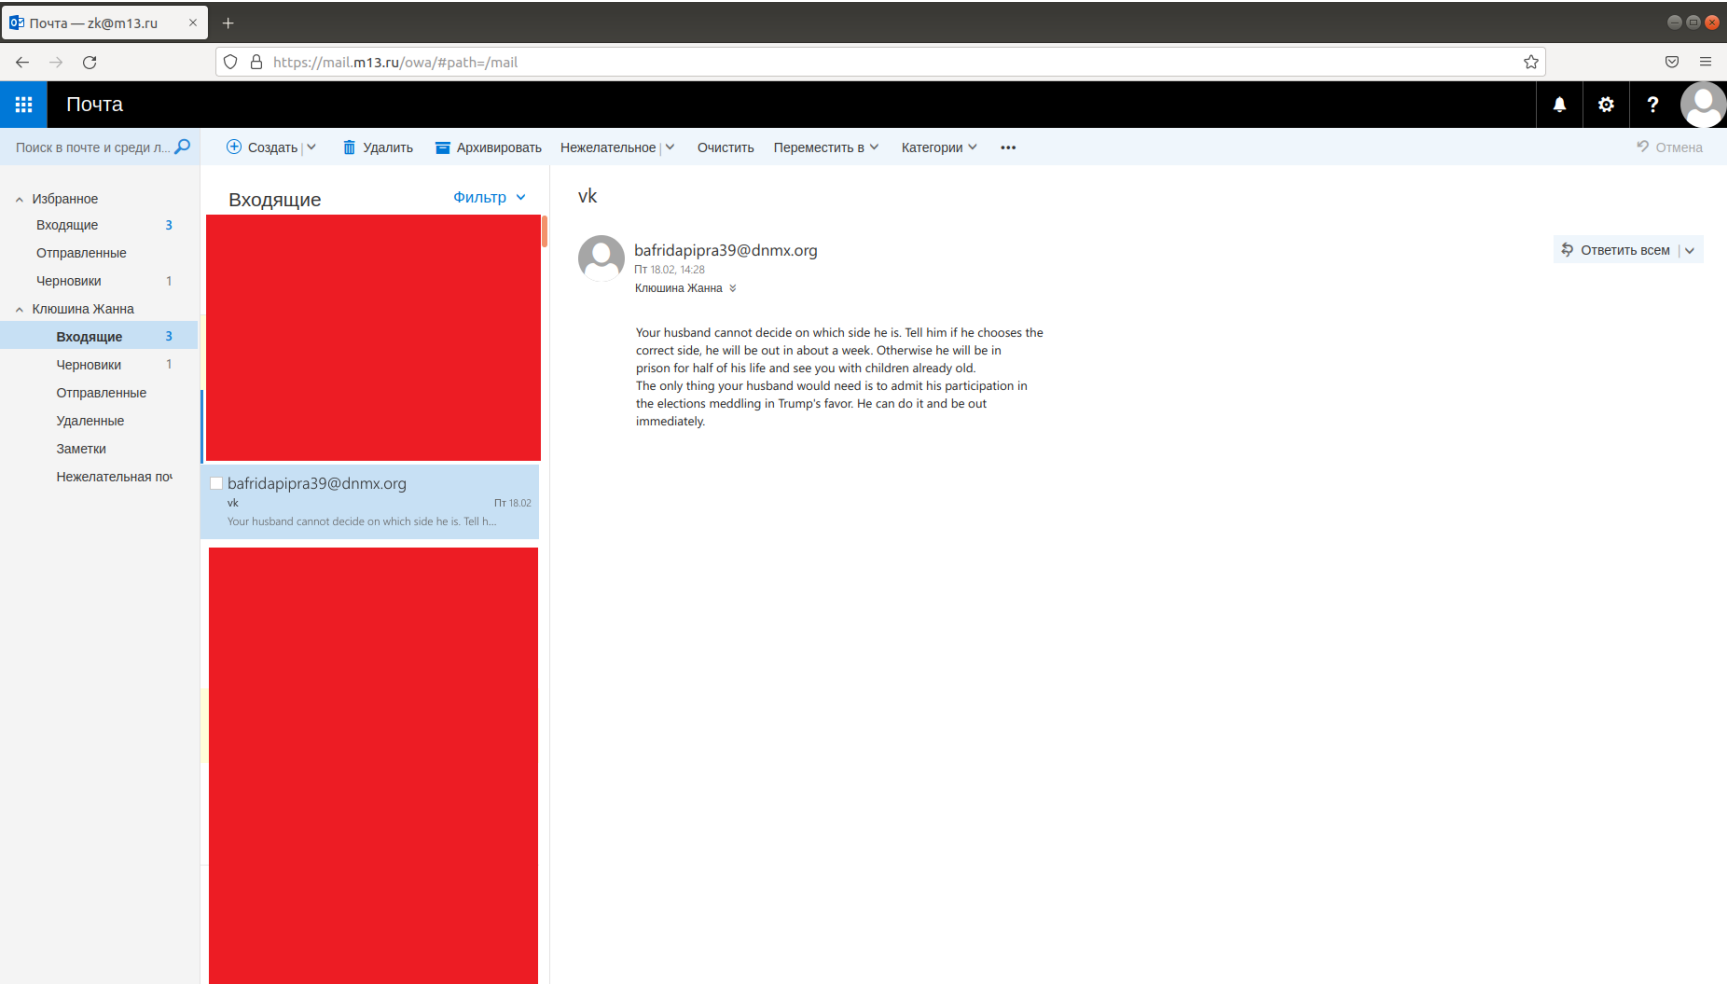 Почта — zk@m13.ru
https://mail.m13.ru/owa/#path=/mail
Почта
?
Поиск в почте и среди л...
Создать
Удалить
Архивировать
Нежелательное
Очистить
Переместить в
Категории
Отмена
Избранное
Входящие 3
Отправленные
Черновики 1
Клюшина Жанна
Входящие 3
Черновики 1
Отправленные
Удаленные
Заметки
Нежелательная поч
Входящие
Фильтр
bafridapipra39@dnmx.org
vk
Пт 18.02
Your husband cannot decide on which side he is. Tell h...
vk
bafridapipra39@dnmx.org
Пт 18.02, 14:28
Клюшина Жанна
Ответить всем
Your husband cannot decide on which side he is. Tell him if he chooses the
correct side, he will be out in about a week. Otherwise he will be in
prison for half of his life and see you with children already old.
The only thing your husband would need is to admit his participation in
the elections meddling in Trump's favor. He can do it and be out
immediately.